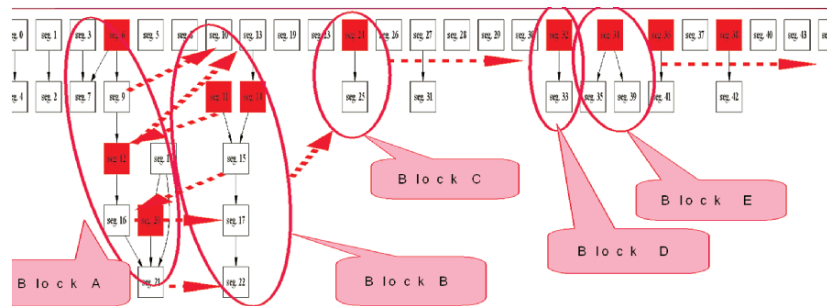 seg. 0 seg. 1 seg. 3 seg. 6 seg. 5 seg. 8 seg. 10 seg. 13 seg. 19 seg. 24 seg. 26 seg. 27 seg. 28 seg. 29 seg. 30 seg. 32 seg. 36 seg. 37 seg. 38 seg. 40 seg. 43 seg.
seg. 4 seg. 2 seg. 7 seg. 9 seg. 25 seg. 31 seg. 33 seg. 35 seg. 39 seg. 41 seg. 42
seg. 12 seg. 15
Block C
Block E
seg. 16 seg. 17
Block D
Block A seg. 21 seg. 22 Block B